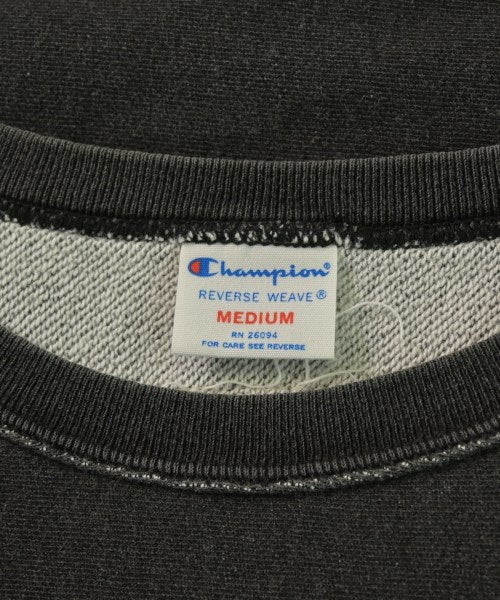 Champion®
REVERSE WEAVE®
MEDIUM
RN 26094
FOR CARE SEE REVERSE